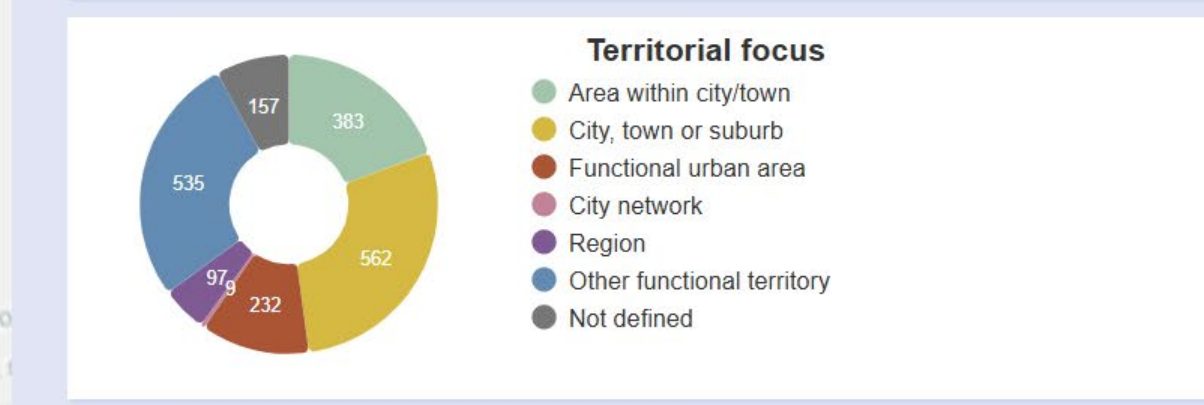 Territorial focus
Area within city/town
City, town or suburb
Functional urban area
City network
Region
Other functional territory
Not defined
157
383
535
562
97
9
232